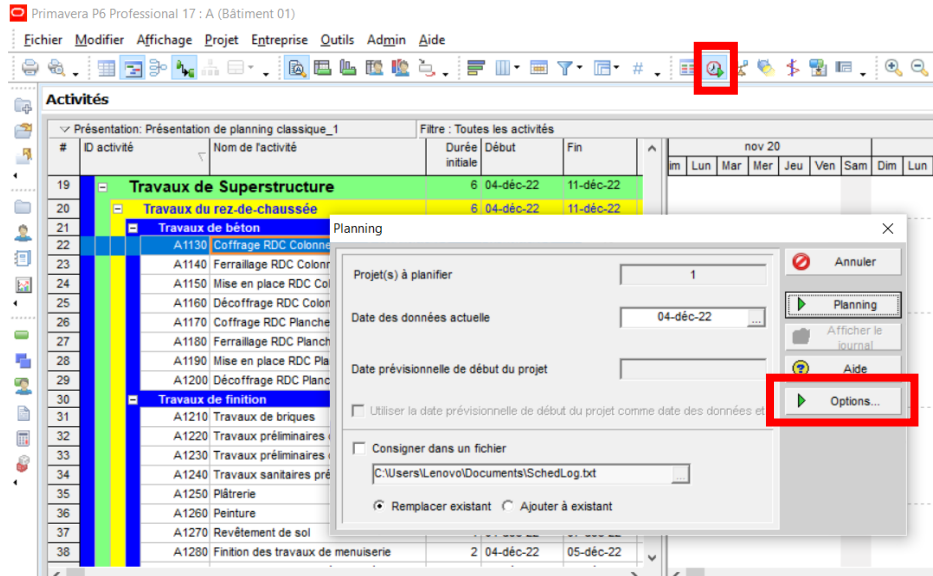 Primavera P6 Professional 17 : A (Bâtiment 01)
Fichier Modifier Affichage Projet Entreprise Outils Admin Aide
Activités
Présentation: Présentation de planning classique_1 Filtre : Toutes les activités
# ID activité Nom de l'activité Durée initiale Début Fin nov 20
im Lun Mar Mer Jeu Ven Sam Dim Lun
19 Travaux de Superstructure 6 04-déc-22 11-déc-22
20 Travaux du rez-de-chaussée 6 04-déc-22 11-déc-22
21 Travaux de béton
22 A1130 Coffrage RDC Colonne
23 A1140 Ferraillage RDC Colonr
24 A1150 Mise en place RDC Col
25 A1160 Décoffrage RDC Colon
26 A1170 Coffrage RDC Planche
27 A1180 Ferraillage RDC Planch
28 A1190 Mise en place RDC Pla
29 A1200 Décoffrage RDC Planc
30 Travaux de finition
31 A1210 Travaux de briques
32 A1220 Travaux préliminaires
33 A1230 Travaux préliminaires
34 A1240 Travaux sanitaires pré
35 A1250 Plâtrerie
36 A1260 Peinture
37 A1270 Revêtement de sol
38 A1280 Finition des travaux de menuiserie 2 04-déc-22 05-déc-22
Planning
Projet(s) à planifier 1
Date des données actuelle 04-déc-22 ...
Date prévisionnelle de début du projet
Utiliser la date prévisionnelle de début du projet comme date des données et
Consigner dans un fichier
C:\Users\Lenovo\Documents\SchedLog.txt ...
Remplacer existant Ajouter à existant
Annuler
Planning
Afficher le
journal
Aide
Options...